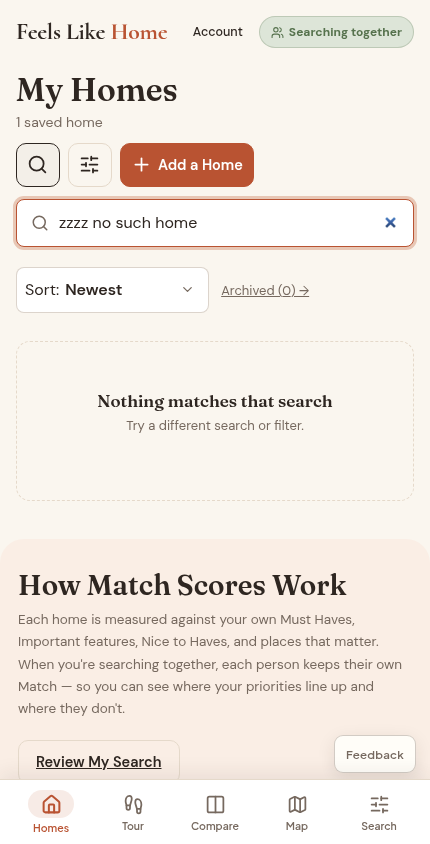 Feels Like Home
Account
Searching together
My Homes
1 saved home
Add a Home
zzzz no such home
Sort: Newest
Archived (0) →
Nothing matches that search
Try a different search or filter.
How Match Scores Work
Each home is measured against your own Must Haves,
Important features, Nice to Haves, and places that matter.
When you're searching together, each person keeps their own
Match — so you can see where your priorities line up and
where they don't.
Review My Search
Feedback
Homes
Tour
Compare
Map
Search